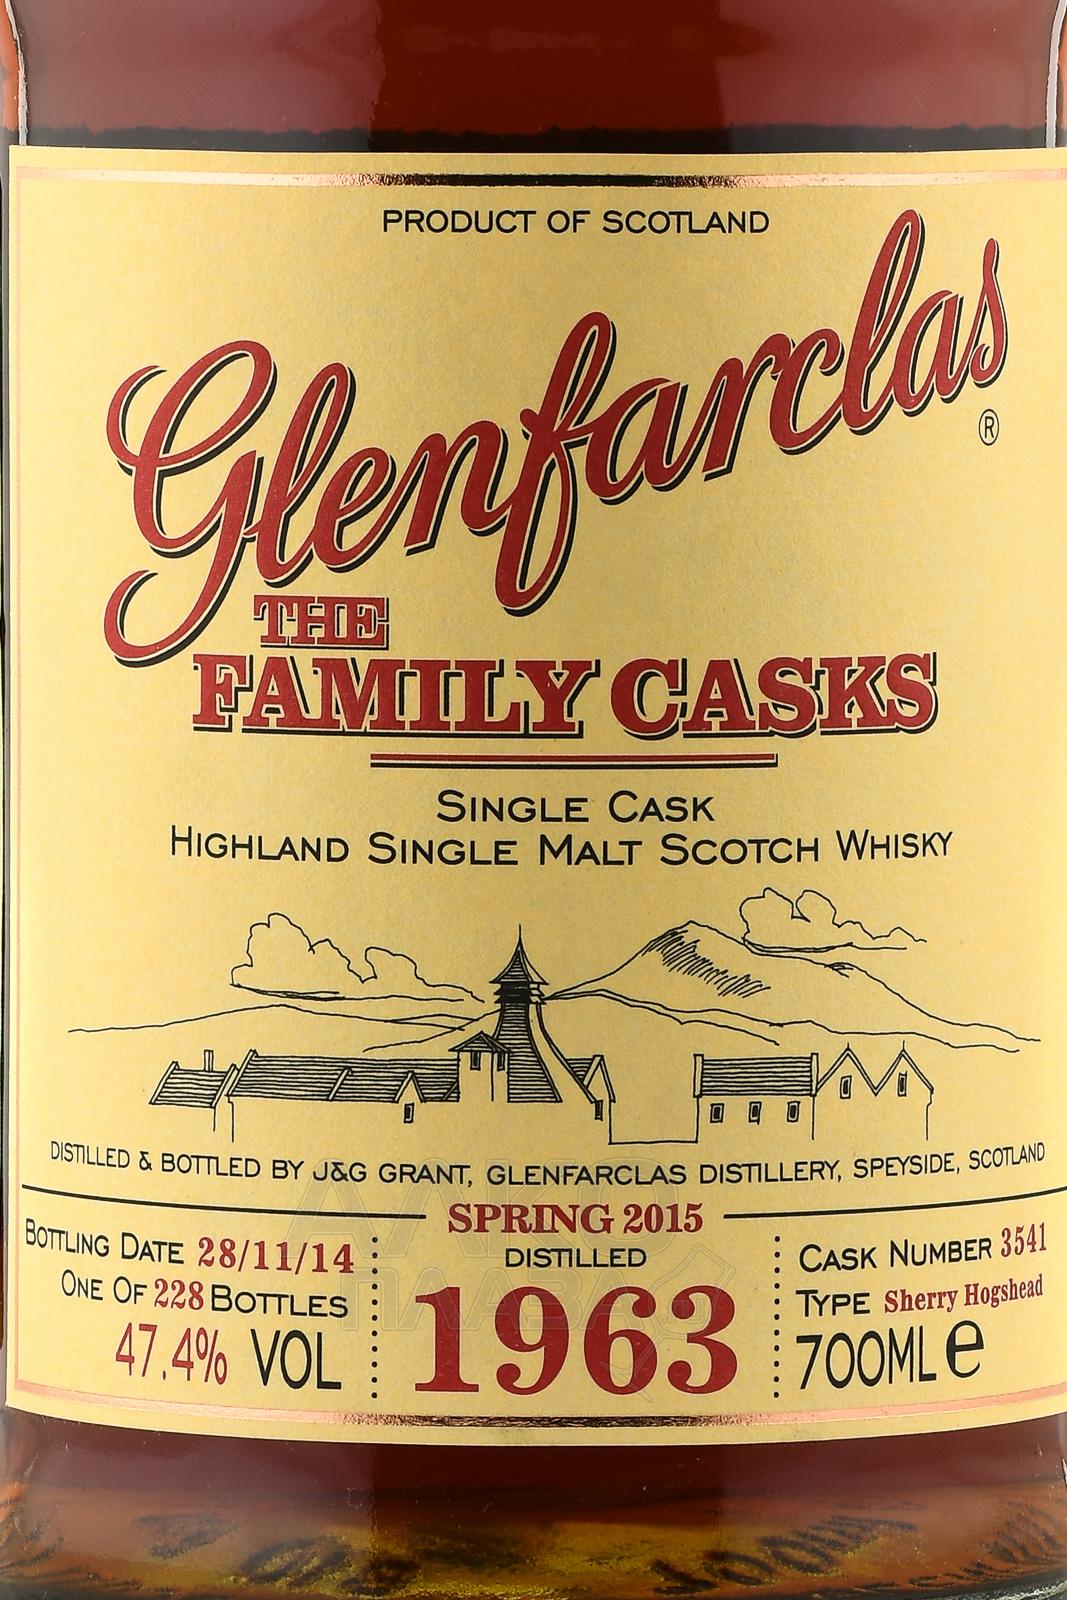 PRODUCT OF SCOTLAND
Glenfarclas
®
THE
FAMILY CASKS
SINGLE CASK
HIGHLAND SINGLE MALT SCOTCH WHISKY
DISTILLED & BOTTLED BY J&G GRANT, GLENFARCLAS DISTILLERY, SPEYSIDE, SCOTLAND
SPRING 2015
BOTTLING DATE 28/11/14
ONE OF 228 BOTTLES
47.4% VOL
DISTILLED
1963
CASK NUMBER 3541
TYPE Sherry Hogshead
700ML e